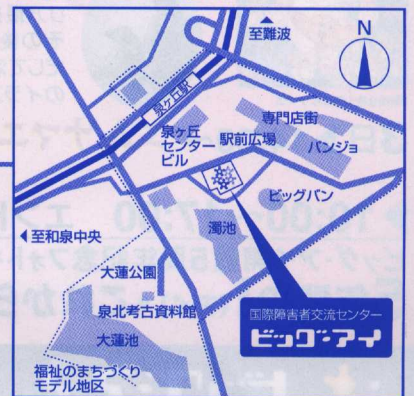 至難波
N
泉ヶ丘駅
専門店街
泉ヶ丘
センター
ビル
駅前広場
パンジョ
ビッグバン
濁池
至和泉中央
大蓮公園
泉北考古資料館
大蓮池
国際障害者交流センター
ビッグ・アイ
福祉のまちづくり
モデル地区